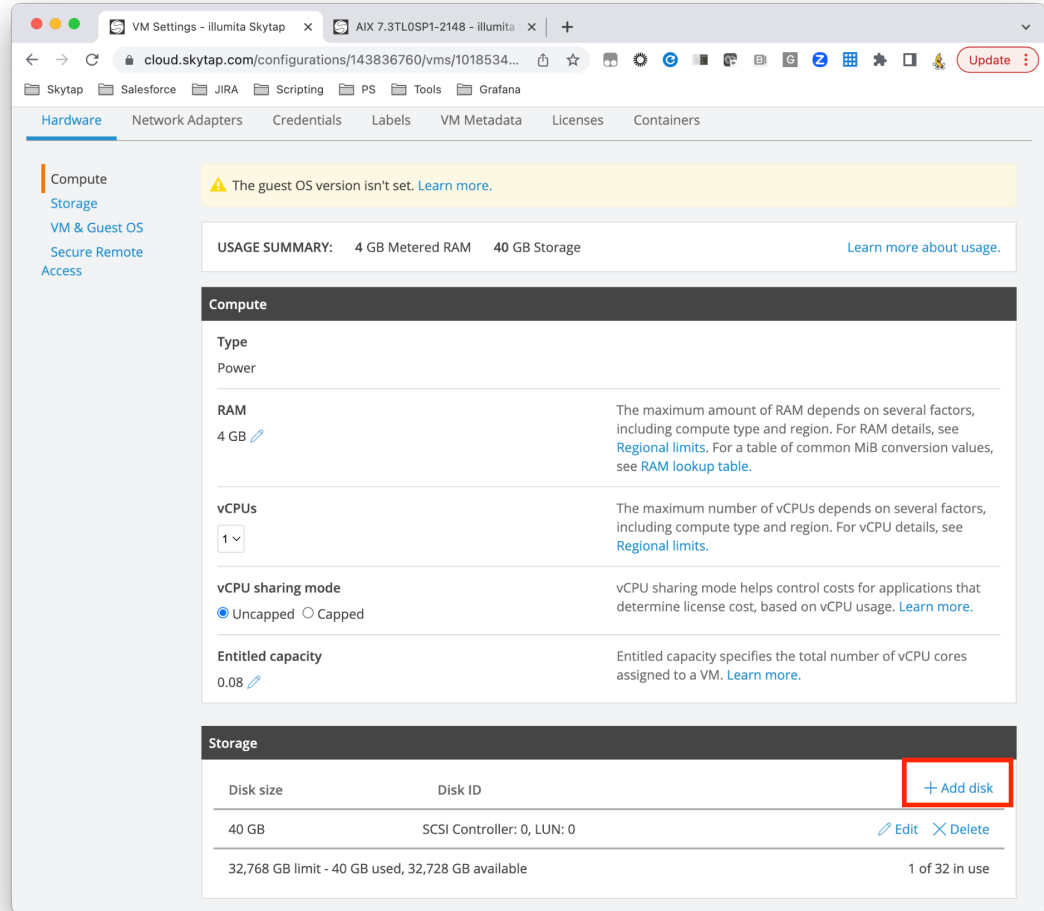 VM Settings - illumita Skytap
AIX 7.3TL0SP1-2148 - illumita
cloud.skytap.com/configurations/143836760/vms/1018534...
Update
Skytap Salesforce JIRA Scripting PS Tools Grafana
Hardware Network Adapters Credentials Labels VM Metadata Licenses Containers
Compute
Storage
VM & Guest OS
Secure Remote
Access
The guest OS version isn't set. Learn more.
USAGE SUMMARY: 4 GB Metered RAM 40 GB Storage Learn more about usage.
Compute
Type
Power
RAM
4 GB
The maximum amount of RAM depends on several factors,
including compute type and region. For RAM details, see
Regional limits. For a table of common MiB conversion values,
see RAM lookup table.
vCPUs
1
The maximum number of vCPUs depends on several factors,
including compute type and region. For vCPU details, see
Regional limits.
vCPU sharing mode
Uncapped Capped
vCPU sharing mode helps control costs for applications that
determine license cost, based on vCPU usage. Learn more.
Entitled capacity
0.08
Entitled capacity specifies the total number of vCPU cores
assigned to a VM. Learn more.
Storage
Disk size Disk ID + Add disk
40 GB SCSI Controller: 0, LUN: 0 Edit Delete
32,768 GB limit - 40 GB used, 32,728 GB available 1 of 32 in use